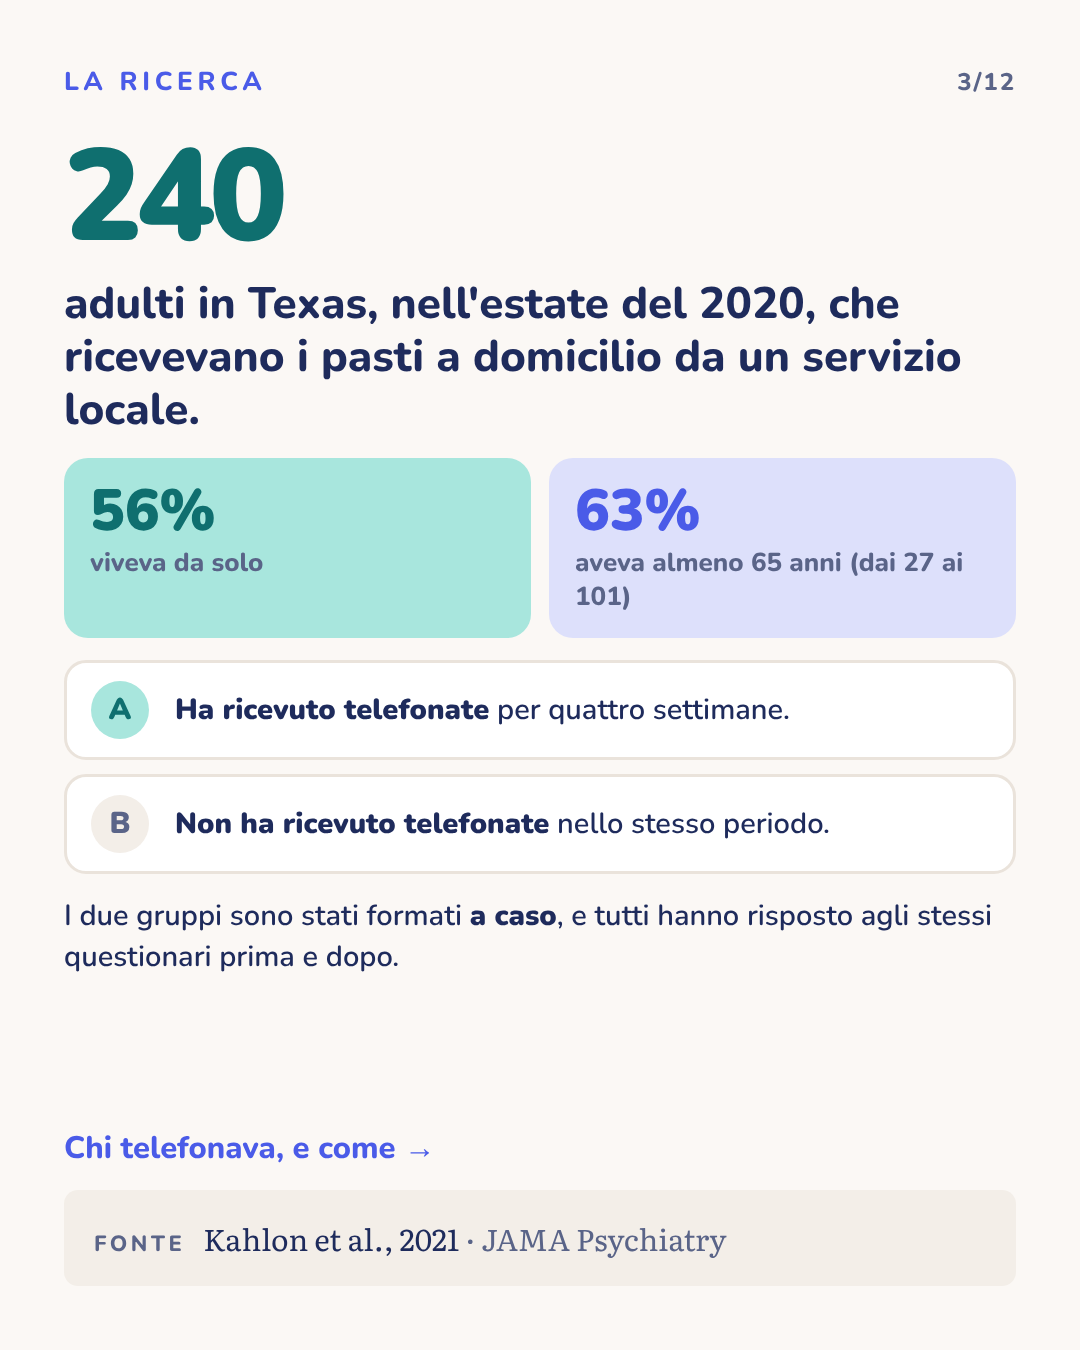 LA RICERCA
3/12
240
adulti in Texas, nell'estate del 2020, che
ricevevano i pasti a domicilio da un servizio
locale.
56%
viveva da solo
63%
aveva almeno 65 anni (dai 27 ai
101)
A
Ha ricevuto telefonate per quattro settimane.
B
Non ha ricevuto telefonate nello stesso periodo.
I due gruppi sono stati formati a caso, e tutti hanno risposto agli stessi
questionari prima e dopo.
Chi telefonava, e come →
FONTE Kahlon et al., 2021 · JAMA Psychiatry